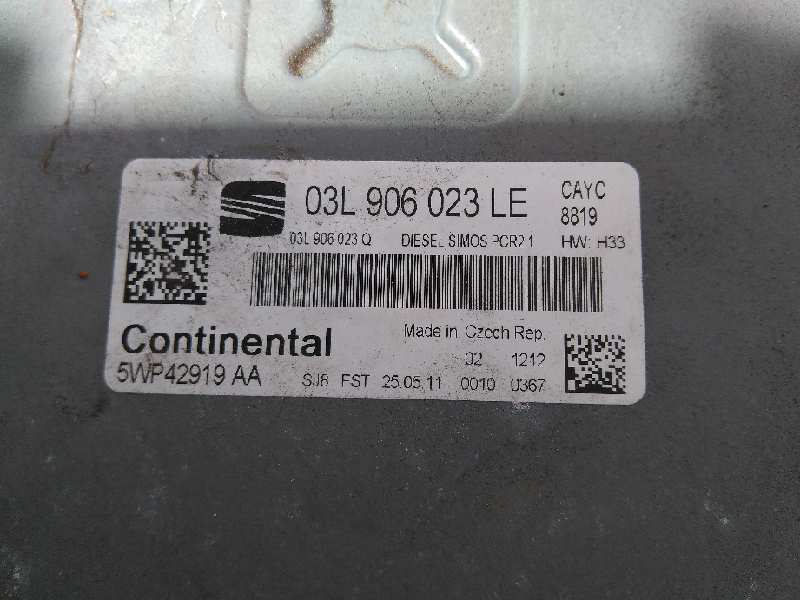 03L 906 023 LE
CAYC
8819
03L 906 023 Q DIESEL SIMOS PCR2.1 HW: H33
Continental
Made in Czech Rep.
02 1212
5WP42919 AA SJ6 FST 25.05.11 0010 0367